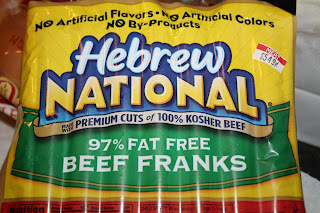 NO Artificial Flavors • NO Artificial Colors
NO By-Products
Hebrew
NATIONAL®
MADE WITH PREMIUM CUTS of 100% KOSHER BEEF
97% FAT FREE
BEEF FRANKS
Nutrition